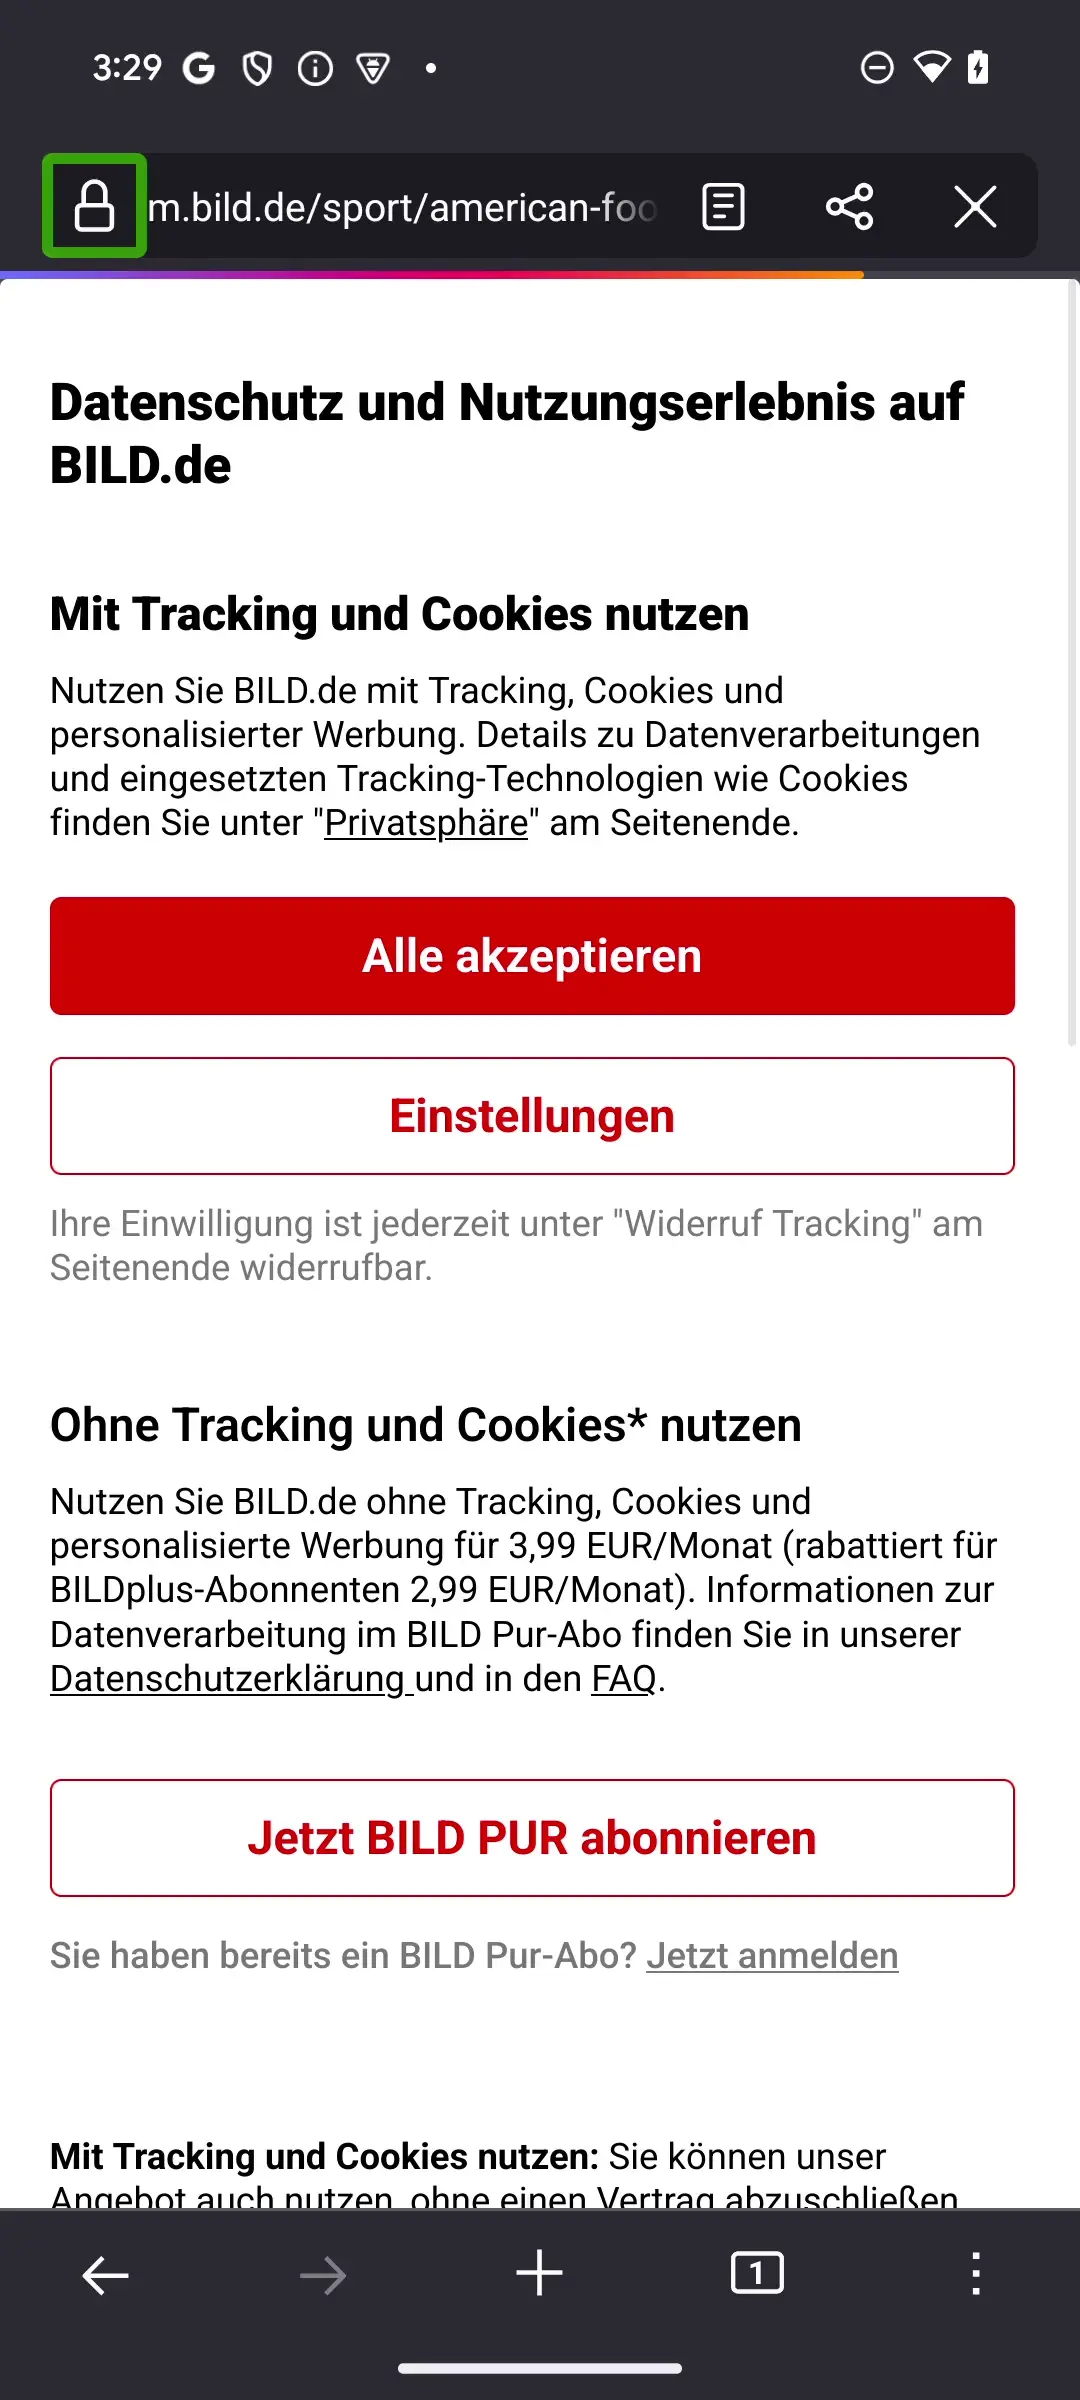 3:29
m.bild.de/sport/american-foo
Datenschutz und Nutzungserlebnis auf
BILD.de
Mit Tracking und Cookies nutzen
Nutzen Sie BILD.de mit Tracking, Cookies und
personalisierter Werbung. Details zu Datenverarbeitungen
und eingesetzten Tracking-Technologien wie Cookies
finden Sie unter "Privatsphäre" am Seitenende.
Alle akzeptieren
Einstellungen
Ihre Einwilligung ist jederzeit unter "Widerruf Tracking" am
Seitenende widerrufbar.
Ohne Tracking und Cookies* nutzen
Nutzen Sie BILD.de ohne Tracking, Cookies und
personalisierte Werbung für 3,99 EUR/Monat (rabattiert für
BILDplus-Abonnenten 2,99 EUR/Monat). Informationen zur
Datenverarbeitung im BILD Pur-Abo finden Sie in unserer
Datenschutzerklärung und in den FAQ.
Jetzt BILD PUR abonnieren
Sie haben bereits ein BILD Pur-Abo? Jetzt anmelden
Mit Tracking und Cookies nutzen: Sie können unser
Angebot auch nutzen, ohne einen Vertrag abzuschließen
1